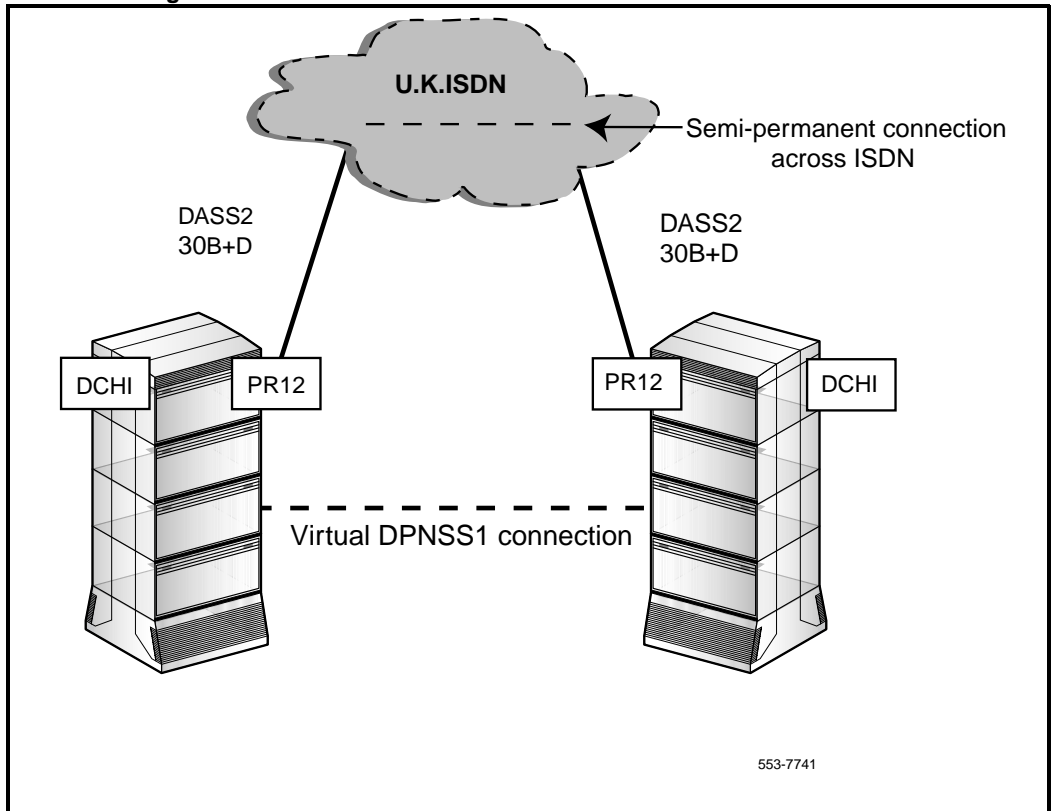 U.K.ISDN
Semi-permanent connection
across ISDN
DASS2
30B+D
DASS2
30B+D
DCHI
PR12
PR12
DCHI
Virtual DPNSS1 connection
553-7741